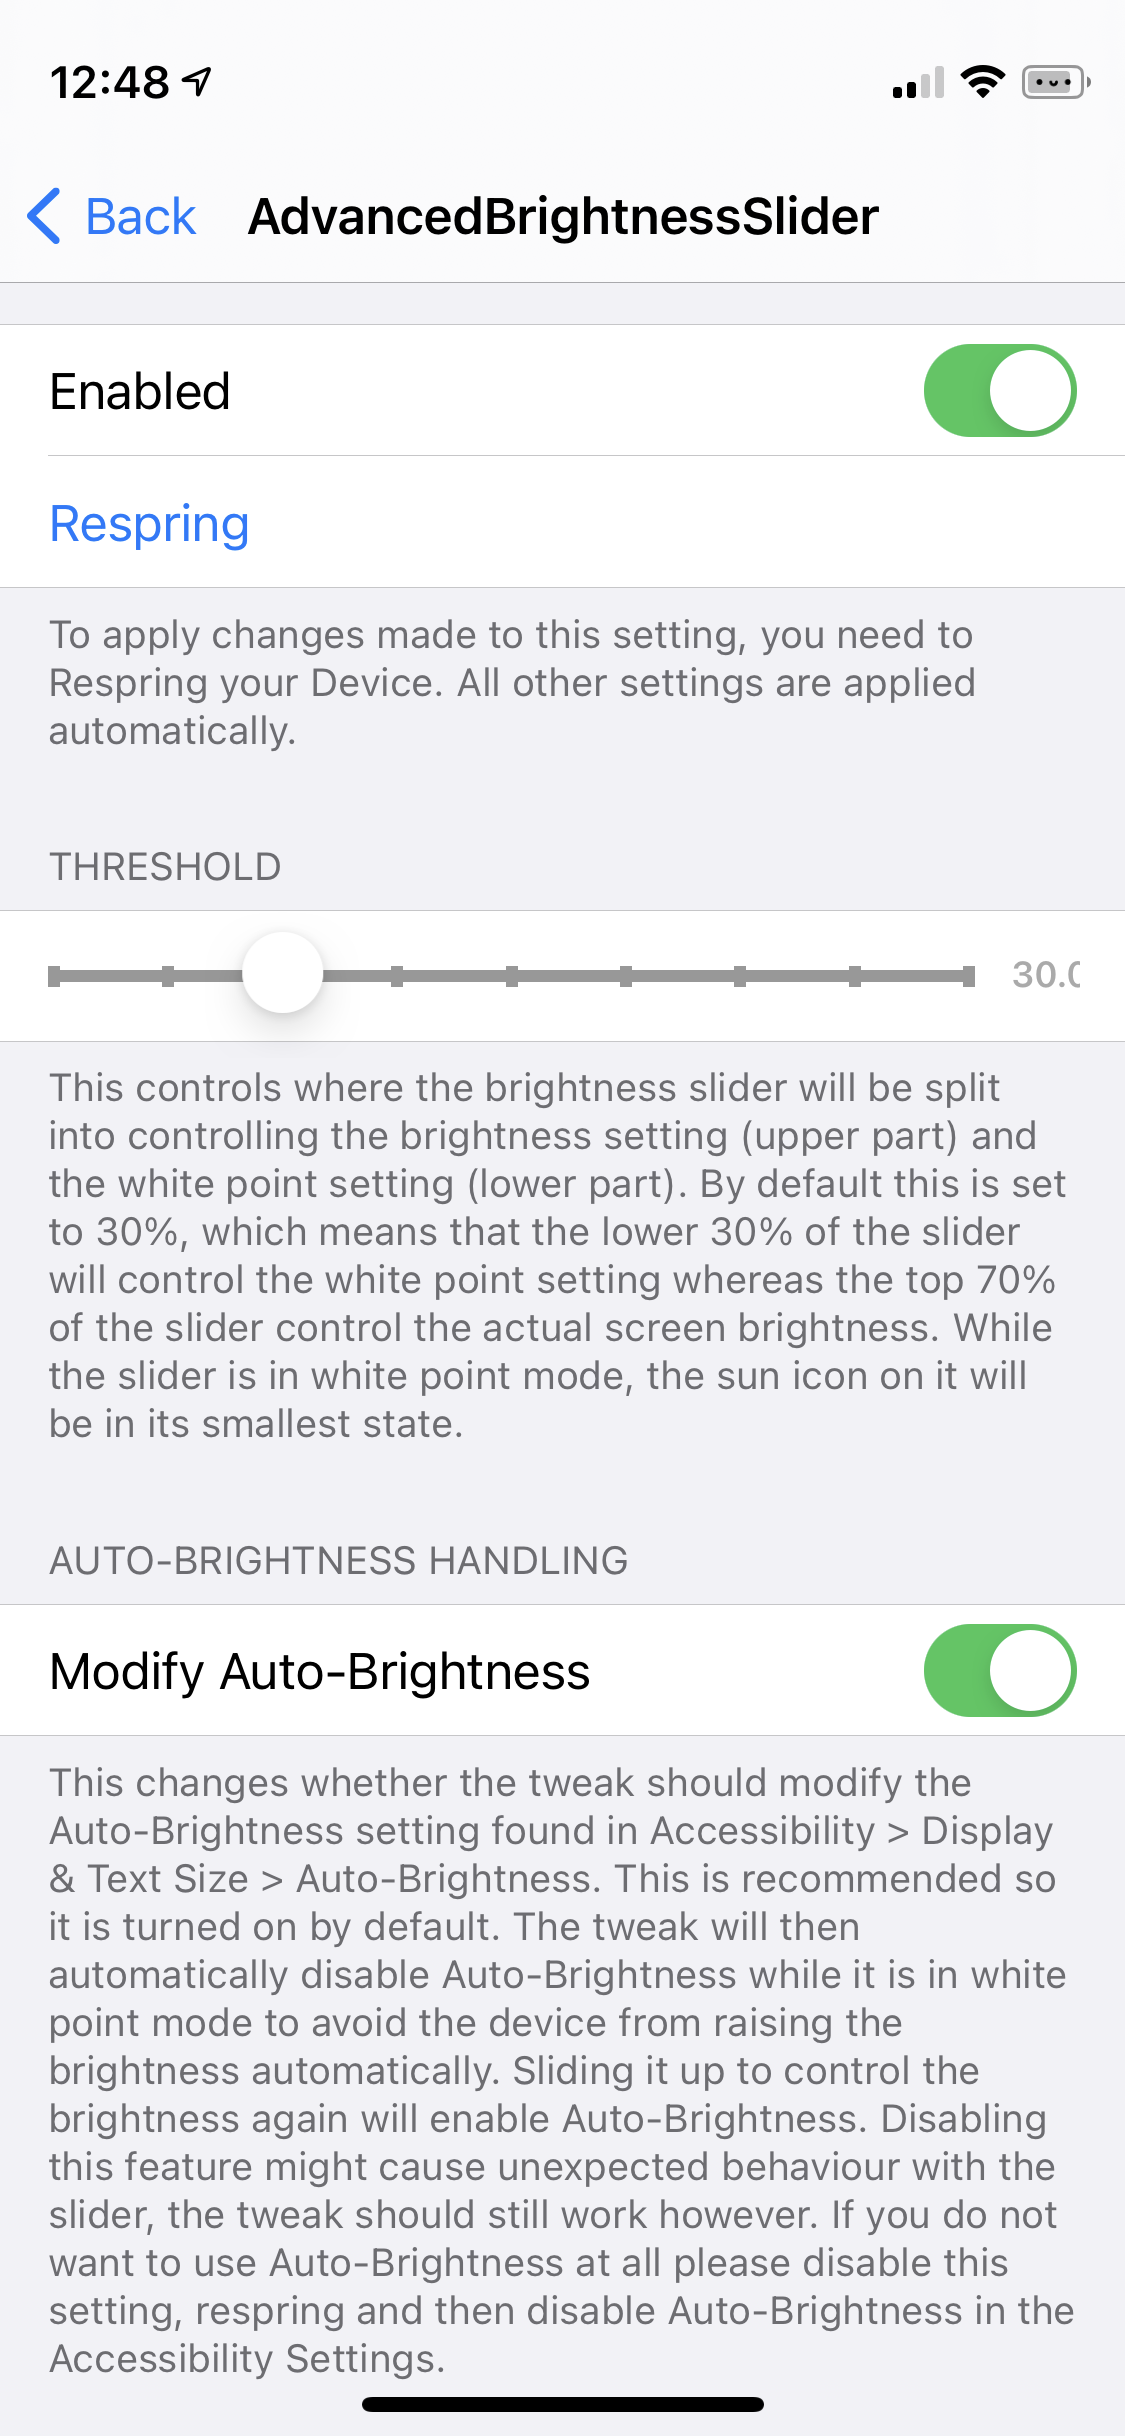 12:48
Back AdvancedBrightnessSlider
Enabled
Respring
To apply changes made to this setting, you need to
Respring your Device. All other settings are applied
automatically.
THRESHOLD
30.0
This controls where the brightness slider will be split
into controlling the brightness setting (upper part) and
the white point setting (lower part). By default this is set
to 30%, which means that the lower 30% of the slider
will control the white point setting whereas the top 70%
of the slider control the actual screen brightness. While
the slider is in white point mode, the sun icon on it will
be in its smallest state.
AUTO-BRIGHTNESS HANDLING
Modify Auto-Brightness
This changes whether the tweak should modify the
Auto-Brightness setting found in Accessibility > Display
& Text Size > Auto-Brightness. This is recommended so
it is turned on by default. The tweak will then
automatically disable Auto-Brightness while it is in white
point mode to avoid the device from raising the
brightness automatically. Sliding it up to control the
brightness again will enable Auto-Brightness. Disabling
this feature might cause unexpected behaviour with the
slider, the tweak should still work however. If you do not
want to use Auto-Brightness at all please disable this
setting, respring and then disable Auto-Brightness in the
Accessibility Settings.